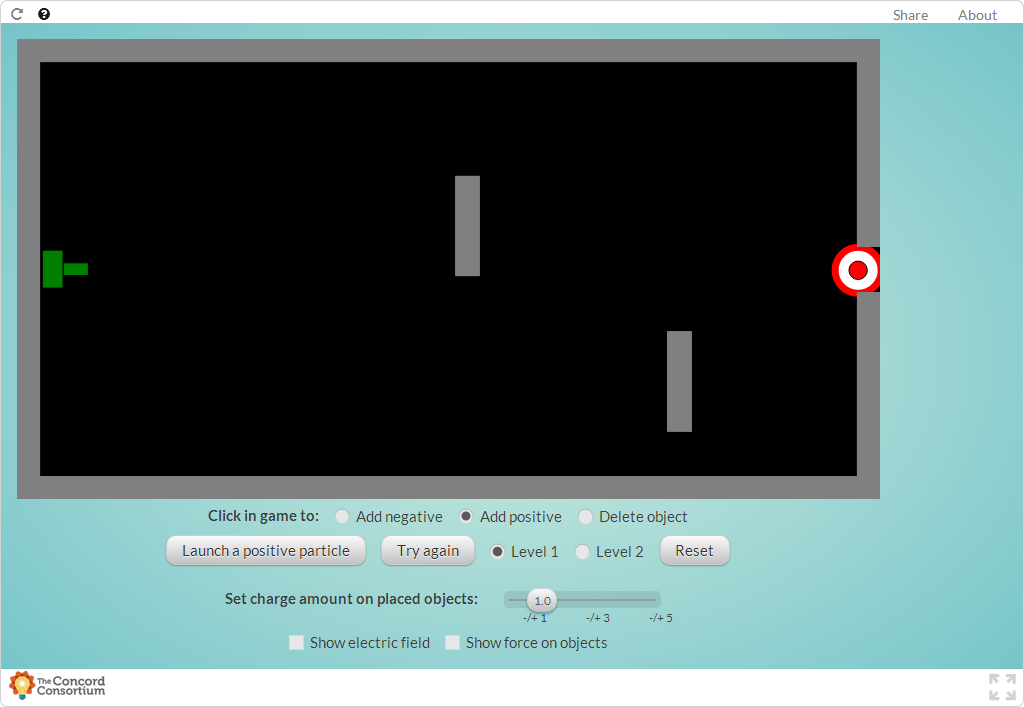 Share About
Click in game to: Add negative Add positive Delete object
Launch a positive particle Try again Level 1 Level 2 Reset
Set charge amount on placed objects: 1.0
-/+ 1 -/+ 3 -/+ 5
Show electric field Show force on objects
The Concord
Consortium